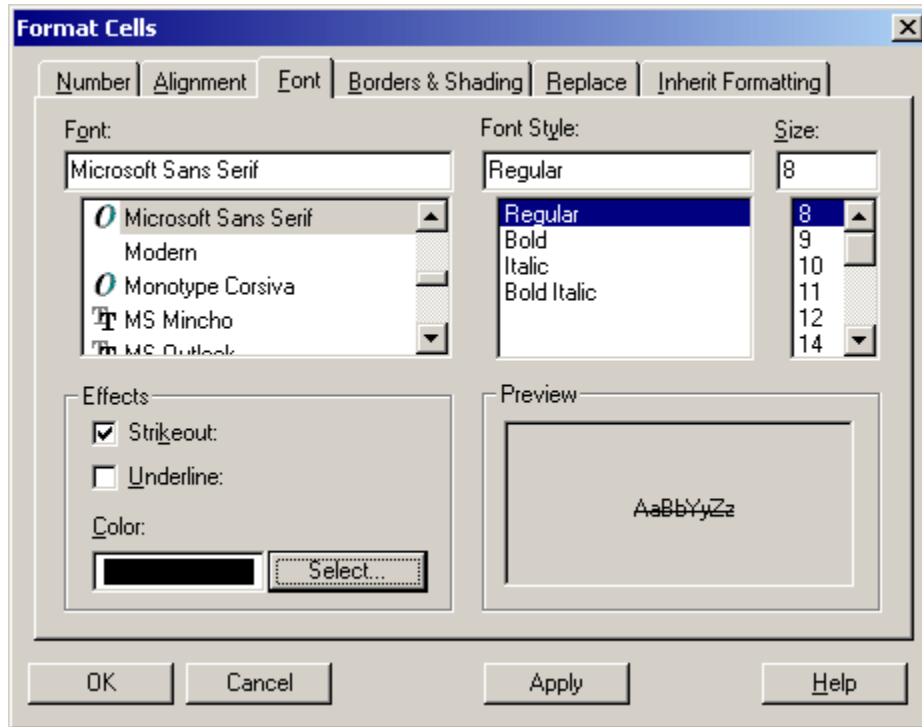 Format Cells
Number Alignment Font Borders & Shading Replace Inherit Formatting
Font: Font Style: Size:
Microsoft Sans Serif Regular 8
Microsoft Sans Serif Regular 8
Modern Bold 9
Monotype Corsiva Italic 10
MS Mincho Bold Italic 11
12
MS Outlook 14
Effects Preview
Strikeout:
Underline:
AaBbYyZz
Color:
Select...
OK Cancel Apply Help